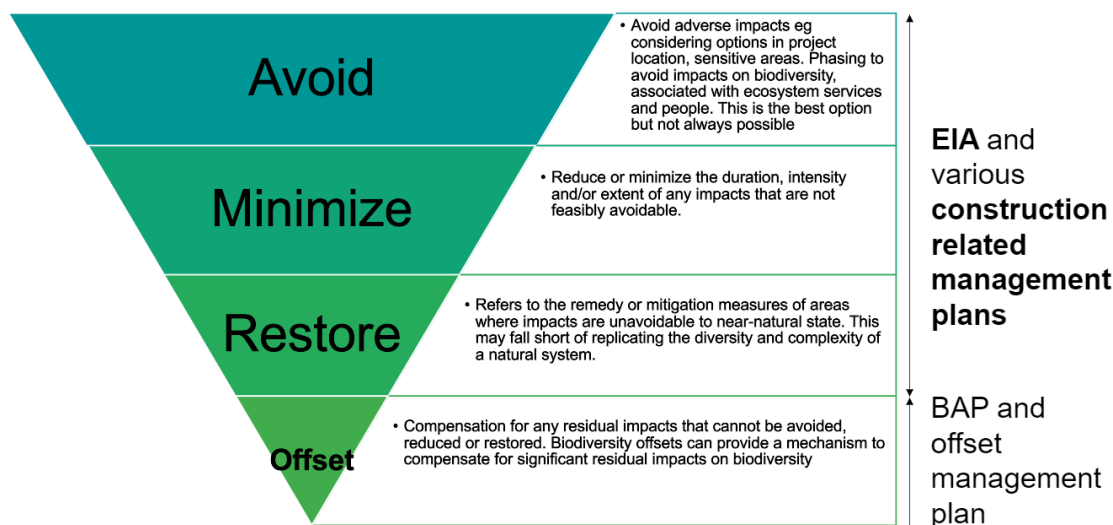 Avoid
• Avoid adverse impacts eg
considering options in project
location, sensitive areas. Phasing to
avoid impacts on biodiversity,
associated with ecosystem services
and people. This is the best option
but not always possible
Minimize
• Reduce or minimize the duration, intensity
and/or extent of any impacts that are not
feasibly avoidable.
Restore
• Refers to the remedy or mitigation measures of areas
where impacts are unavoidable to near-natural state. This
may fall short of replicating the diversity and complexity of
a natural system.
Offset
• Compensation for any residual impacts that cannot be avoided,
reduced or restored. Biodiversity offsets can provide a mechanism to
compensate for significant residual impacts on biodiversity
EIA and
various
construction
related
management
plans
BAP and
offset
management
plan